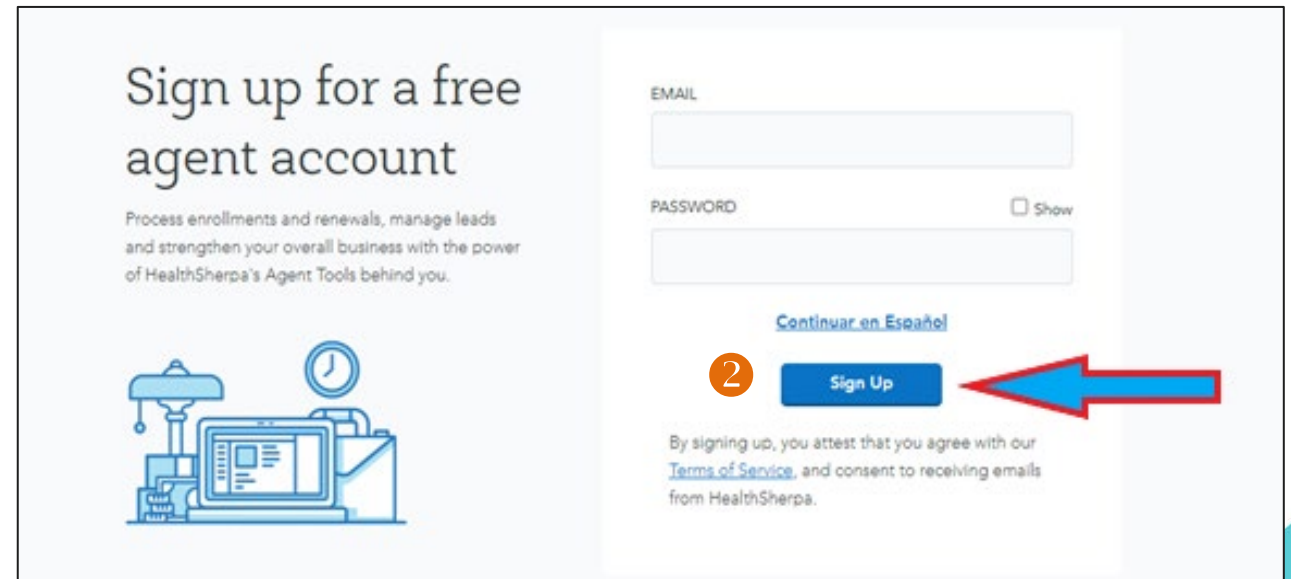 Sign up for a free
agent account
Process enrollments and renewals, manage leads
and strengthen your overall business with the power
of HealthSherpa's Agent Tools behind you.
EMAIL
PASSWORD
Show
Continuar en Español
2
Sign Up
By signing up, you attest that you agree with our
Terms of Service, and consent to receiving emails
from HealthSherpa.